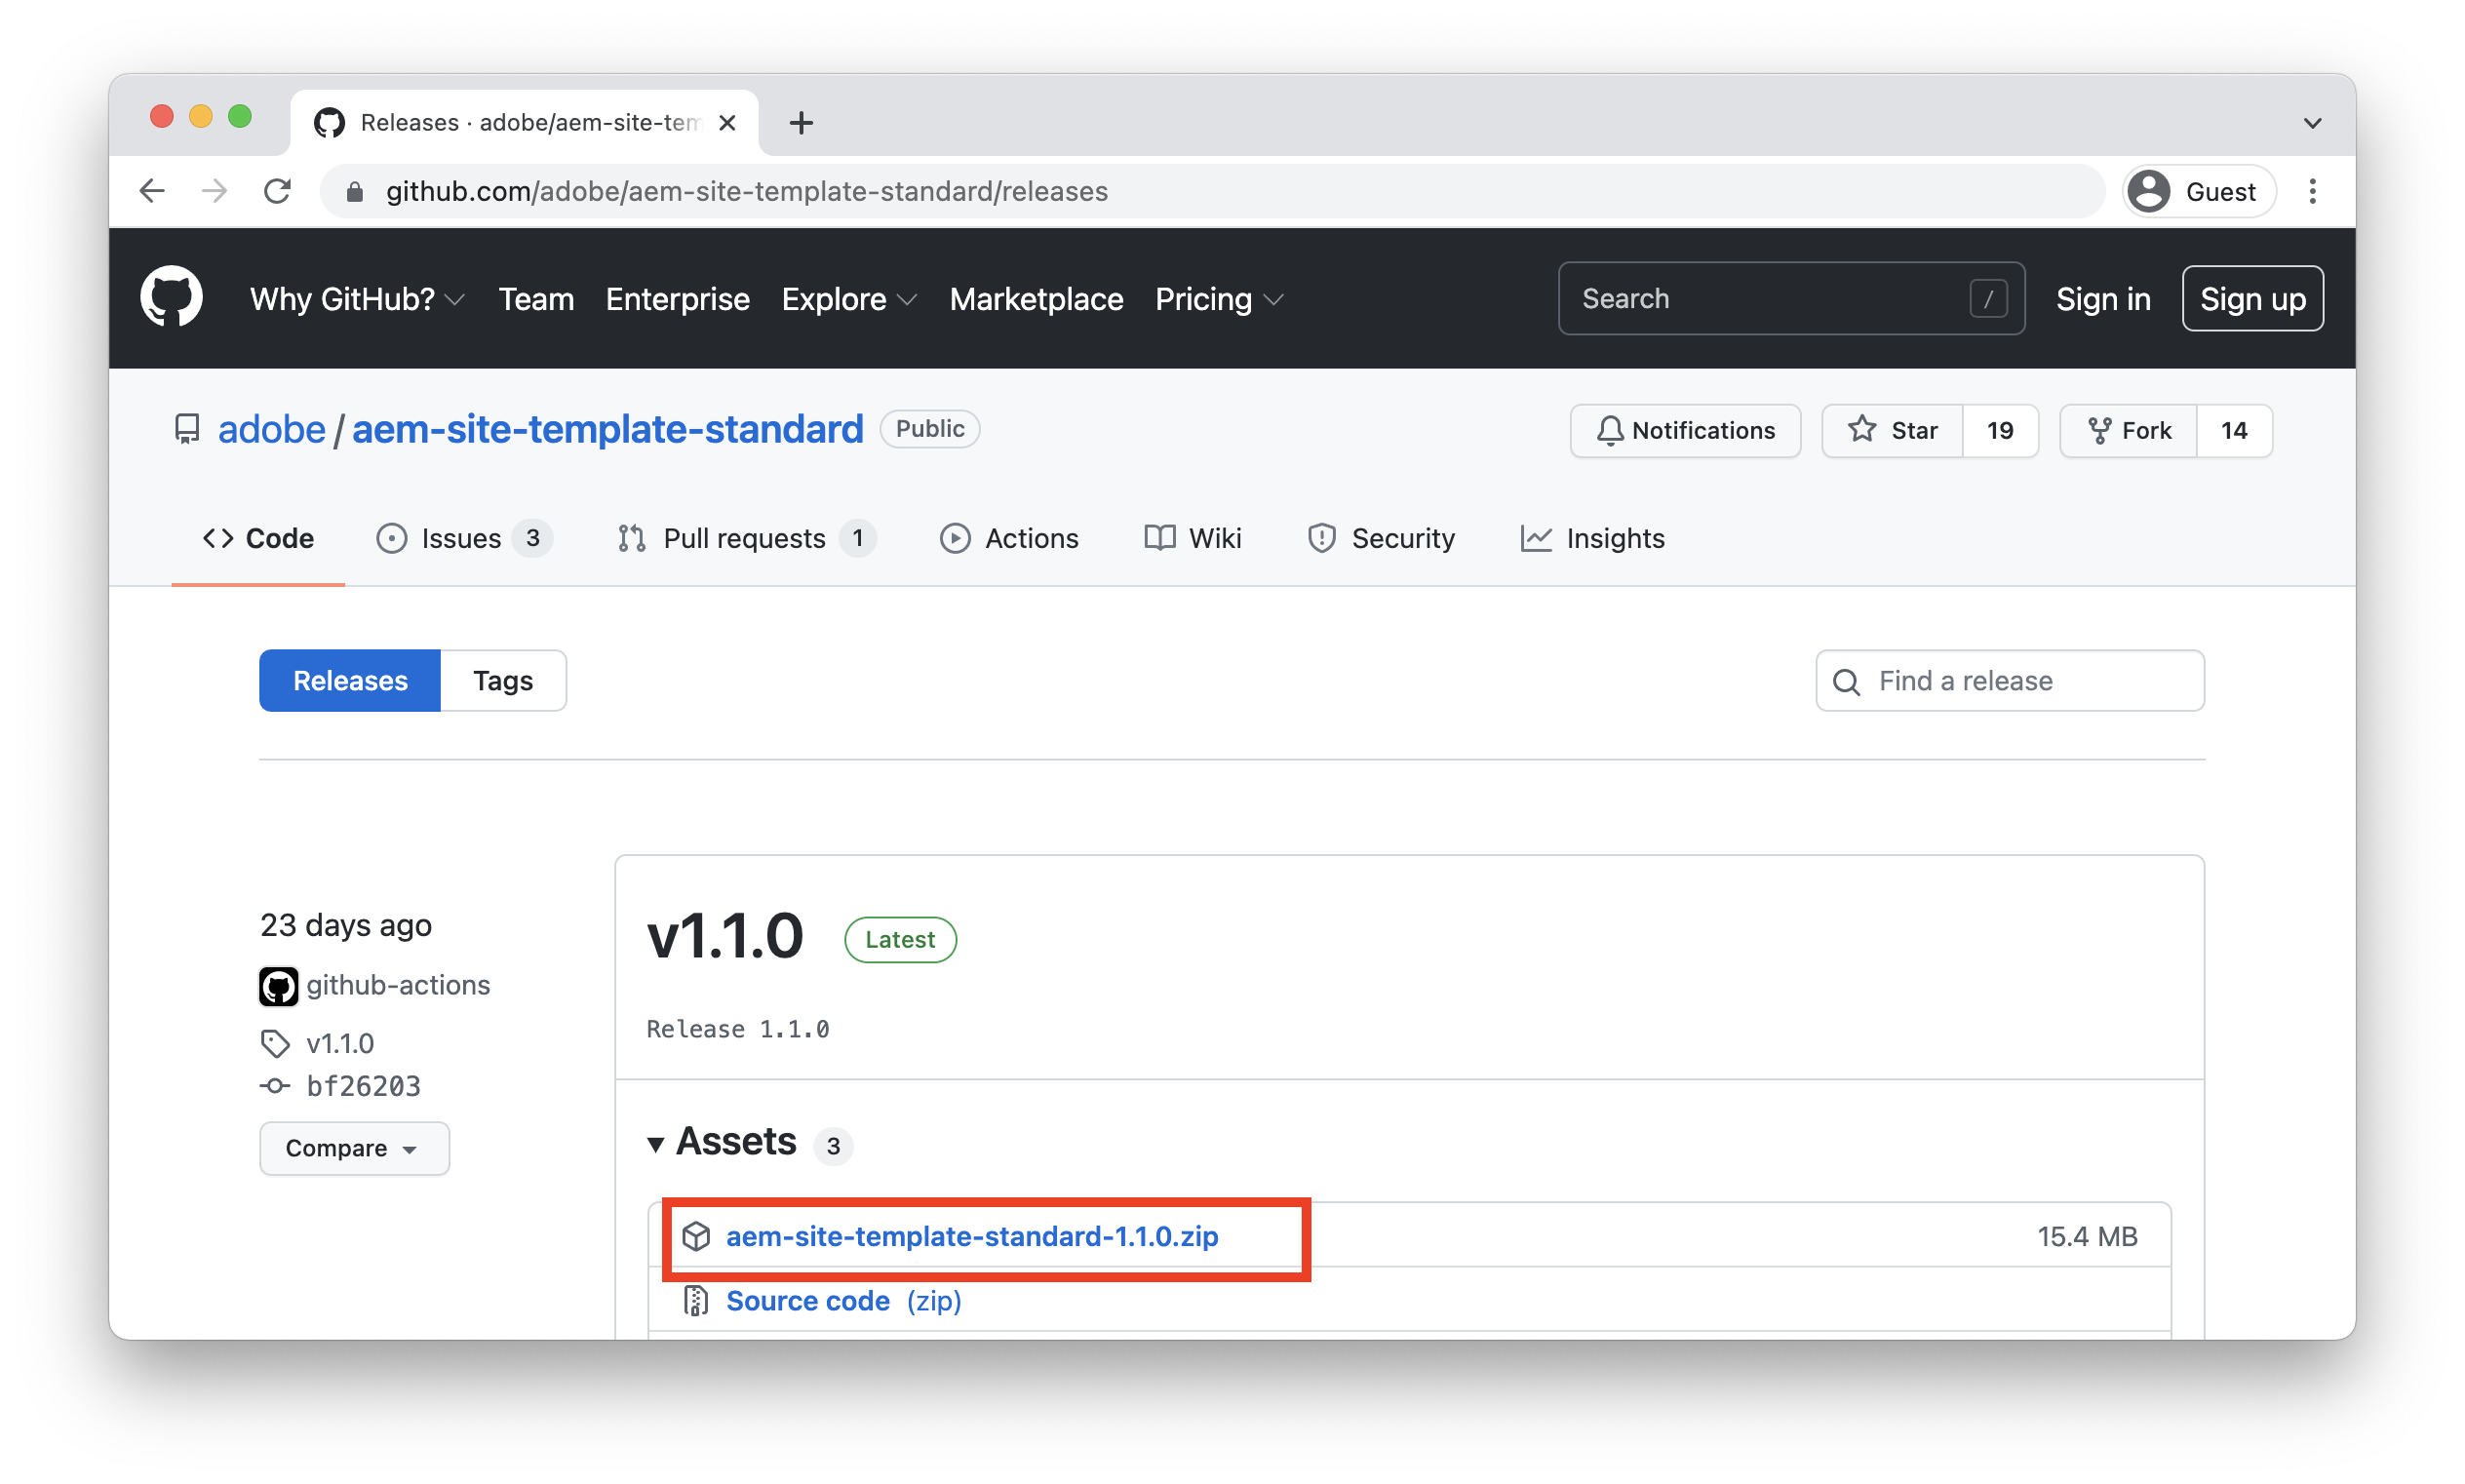 Releases · adobe/aem-site-tem
github.com/adobe/aem-site-template-standard/releases
Guest
Why GitHub? Team Enterprise Explore Marketplace Pricing
Search /
Sign in Sign up
adobe / aem-site-template-standard Public
Notifications Star 19 Fork 14
Code Issues 3 Pull requests 1 Actions Wiki Security Insights
Releases Tags
Find a release
23 days ago
github-actions
v1.1.0
bf26203
Compare
v1.1.0 Latest
Release 1.1.0
Assets 3
aem-site-template-standard-1.1.0.zip 15.4 MB
Source code (zip)